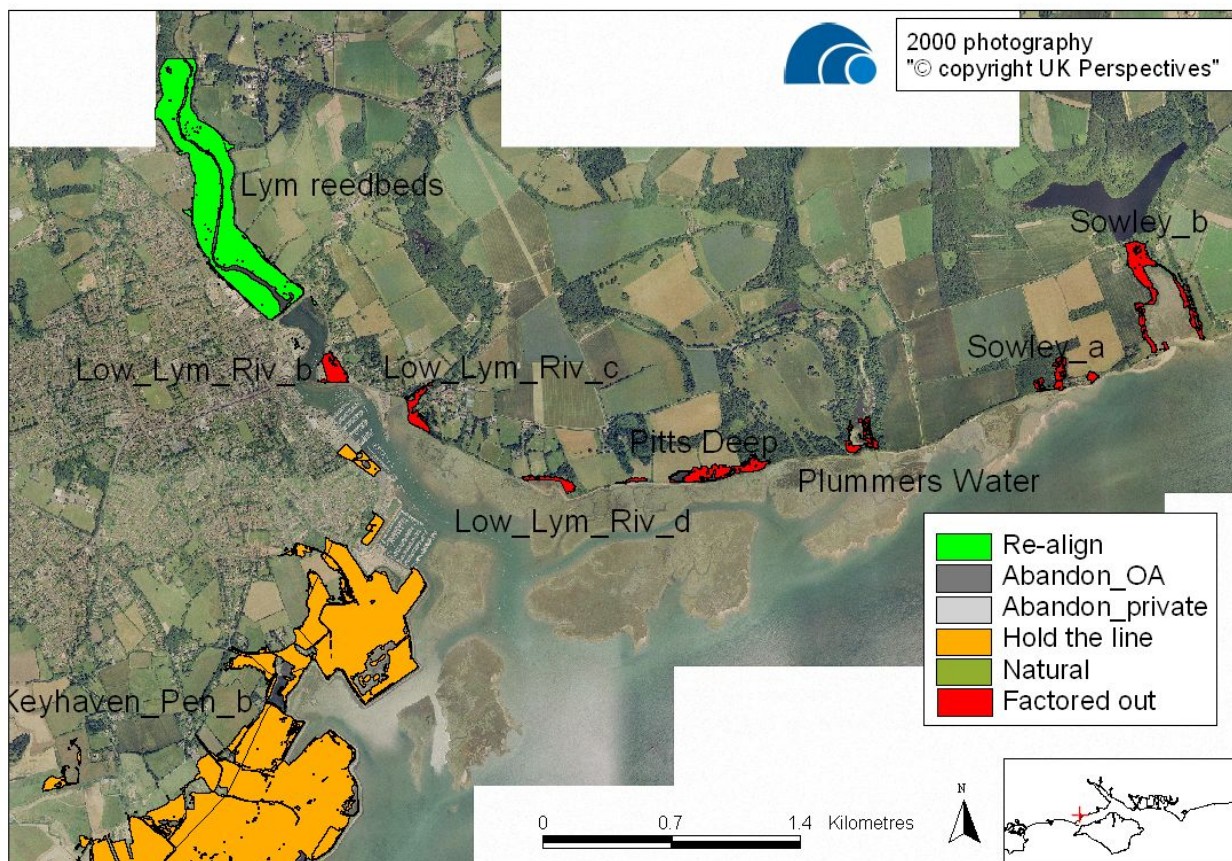 2000 photography
"© copyright UK Perspectives"
Lym reedbeds
Sowley_b
Low_Lym_Riv_b
Low_Lym_Riv_c
Sowley_a
Pitts Deep
Plummers Water
Low_Lym_Riv_d
Keyhaven_Pen_b
Re-align
Abandon_OA
Abandon_private
Hold the line
Natural
Factored out
N
0 0.7 1.4 Kilometres